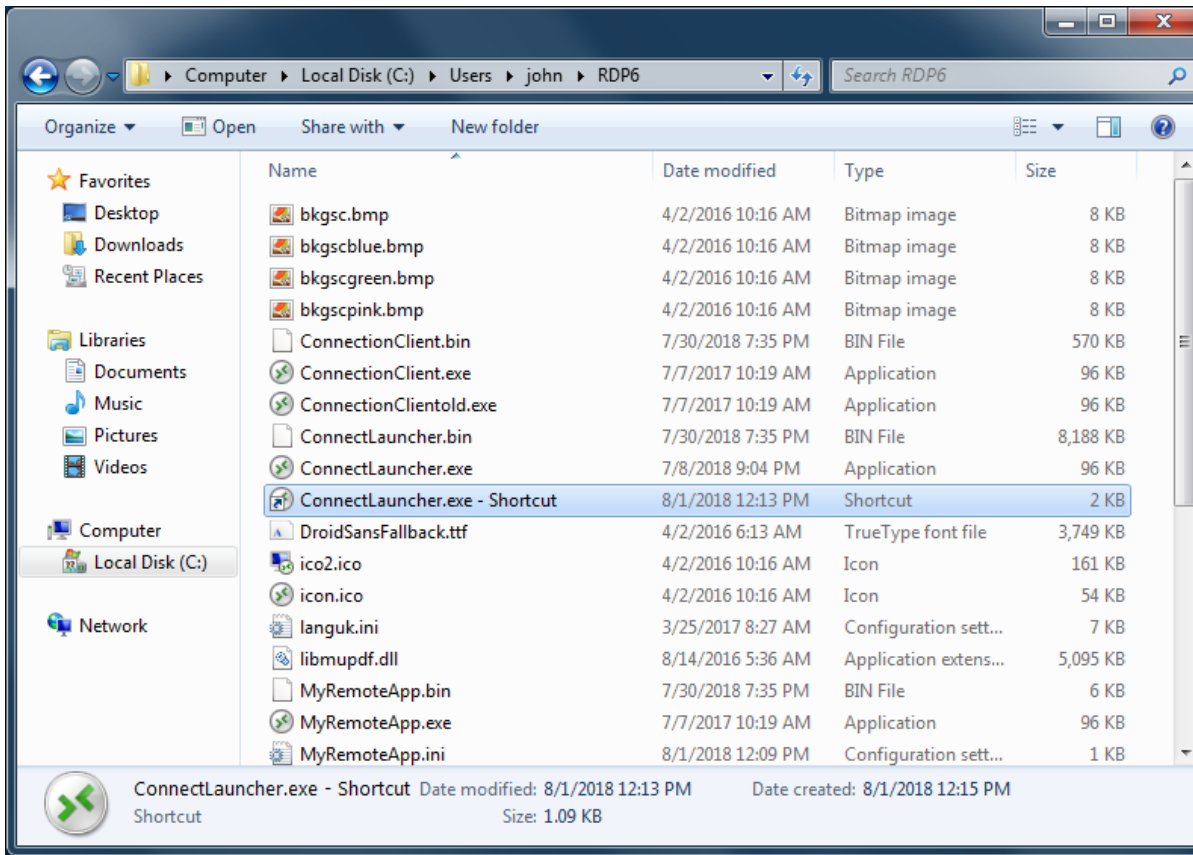 Computer Local Disk (C:) Users john RDP6 Search RDP6
Organize Open Share with New folder
Favorites
Desktop
Downloads
Recent Places
Libraries
Documents
Music
Pictures
Videos
Computer
Local Disk (C:)
Network
Name Date modified Type Size
bkgsc.bmp 4/2/2016 10:16 AM Bitmap image 8 KB
bkgscblue.bmp 4/2/2016 10:16 AM Bitmap image 8 KB
bkgscgreen.bmp 4/2/2016 10:16 AM Bitmap image 8 KB
bkgscpink.bmp 4/2/2016 10:16 AM Bitmap image 8 KB
ConnectionClient.bin 7/30/2018 7:35 PM BIN File 570 KB
ConnectionClient.exe 7/7/2017 10:19 AM Application 96 KB
ConnectionClientold.exe 7/7/2017 10:19 AM Application 96 KB
ConnectLauncher.bin 7/30/2018 7:35 PM BIN File 8,188 KB
ConnectLauncher.exe 7/8/2018 9:04 PM Application 96 KB
ConnectLauncher.exe - Shortcut 8/1/2018 12:13 PM Shortcut 2 KB
DroidSansFallback.ttf 4/2/2016 6:13 AM TrueType font file 3,749 KB
ico2.ico 4/2/2016 10:16 AM Icon 161 KB
icon.ico 4/2/2016 10:16 AM Icon 54 KB
languk.ini 3/25/2017 8:27 AM Configuration sett... 7 KB
libmupdf.dll 8/14/2016 5:36 AM Application extens... 5,095 KB
MyRemoteApp.bin 7/30/2018 7:35 PM BIN File 6 KB
MyRemoteApp.exe 7/7/2017 10:19 AM Application 96 KB
MyRemoteApp.ini 8/1/2018 12:09 PM Configuration sett... 1 KB
ConnectLauncher.exe - Shortcut Date modified: 8/1/2018 12:13 PM Date created: 8/1/2018 12:15 PM
Shortcut Size: 1.09 KB